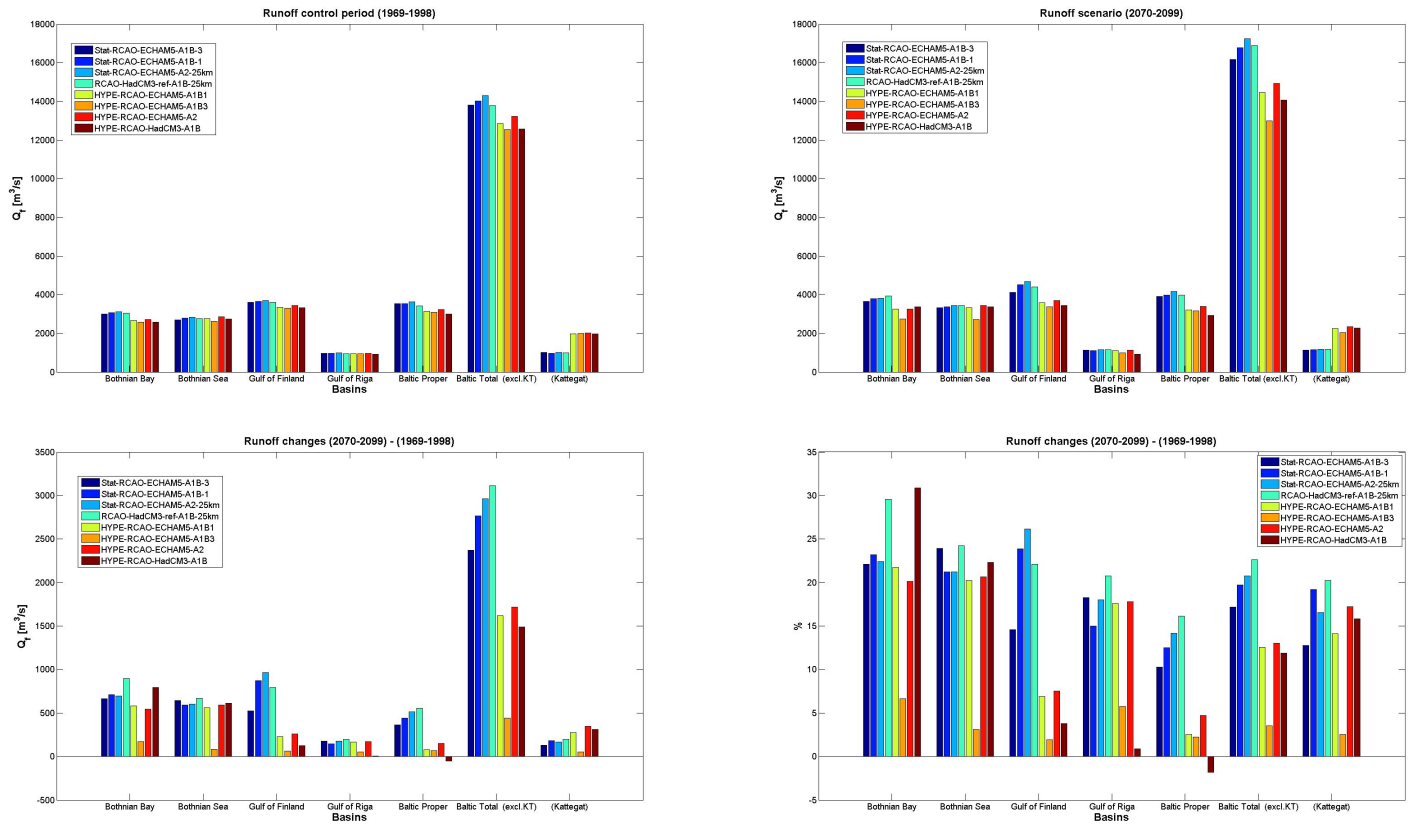 Runoff control period (1969-1998)
18000
16000
14000
12000
10000
8000
6000
4000
2000
0
Q_f [m^3/s]
Stat-RCAO-ECHAM5-A1B-3
Stat-RCAO-ECHAM5-A1B-1
Stat-RCAO-ECHAM5-A2-25km
RCAO-HadCM3-ref-A1B-25km
HYPE-RCAO-ECHAM5-A1B1
HYPE-RCAO-ECHAM5-A1B3
HYPE-RCAO-ECHAM5-A2
HYPE-RCAO-HadCM3-A1B
Bothnian Bay Bothnian Sea Gulf of Finland Gulf of Riga Baltic Proper Baltic Total (excl.KT) (Kattegat)
Basins
Runoff scenario (2070-2099)
18000
16000
14000
12000
10000
8000
6000
4000
2000
0
Q_f [m^3/s]
Stat-RCAO-ECHAM5-A1B-3
Stat-RCAO-ECHAM5-A1B-1
Stat-RCAO-ECHAM5-A2-25km
RCAO-HadCM3-ref-A1B-25km
HYPE-RCAO-ECHAM5-A1B1
HYPE-RCAO-ECHAM5-A1B3
HYPE-RCAO-ECHAM5-A2
HYPE-RCAO-HadCM3-A1B
Bothnian Bay Bothnian Sea Gulf of Finland Gulf of Riga Baltic Proper Baltic Total (excl.KT) (Kattegat)
Basins
Runoff changes (2070-2099) - (1969-1998)
3500
3000
2500
2000
1500
1000
500
0
-500
Q_f [m^3/s]
Stat-RCAO-ECHAM5-A1B-3
Stat-RCAO-ECHAM5-A1B-1
Stat-RCAO-ECHAM5-A2-25km
RCAO-HadCM3-ref-A1B-25km
HYPE-RCAO-ECHAM5-A1B1
HYPE-RCAO-ECHAM5-A1B3
HYPE-RCAO-ECHAM5-A2
HYPE-RCAO-HadCM3-A1B
Bothnian Bay Bothnian Sea Gulf of Finland Gulf of Riga Baltic Proper Baltic Total (excl.KT) (Kattegat)
Basins
Runoff changes (2070-2099) - (1969-1998)
35
30
25
20
15
10
5
0
-5
%
Stat-RCAO-ECHAM5-A1B-3
Stat-RCAO-ECHAM5-A1B-1
Stat-RCAO-ECHAM5-A2-25km
RCAO-HadCM3-ref-A1B-25km
HYPE-RCAO-ECHAM5-A1B1
HYPE-RCAO-ECHAM5-A1B3
HYPE-RCAO-ECHAM5-A2
HYPE-RCAO-HadCM3-A1B
Bothnian Bay Bothnian Sea Gulf of Finland Gulf of Riga Baltic Proper Baltic Total (excl.KT) (Kattegat)
Basins